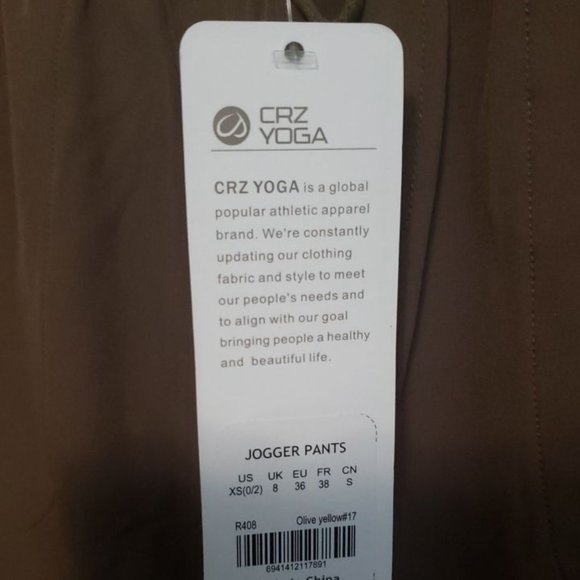 CRZ
YOGA
CRZ YOGA is a global
popular athletic apparel
brand. We're constantly
updating our clothing
fabric and style to meet
our people's needs and
to align with our goal
bringing people a healthy
and beautiful life.
JOGGER PANTS
US UK EU FR CN
XS(0/2) 8 36 38 S
R408 Olive yellow#17
6941412117891
China